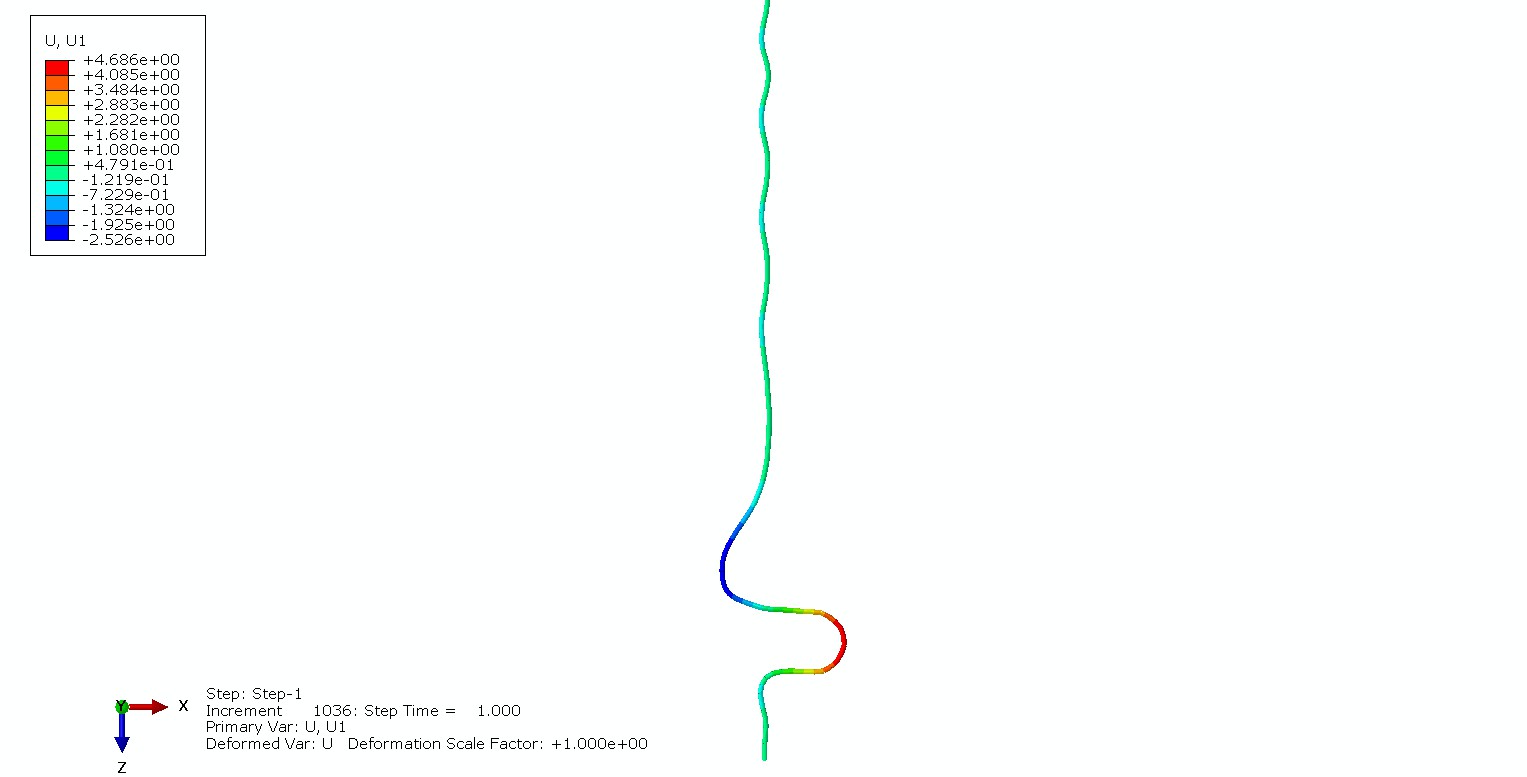 U, U1
+4.686e+00
+4.085e+00
+3.484e+00
+2.883e+00
+2.282e+00
+1.681e+00
+1.080e+00
+4.791e-01
-1.219e-01
-7.229e-01
-1.324e+00
-1.925e+00
-2.526e+00
Y
X
Z
Step: Step-1
Increment 1036: Step Time = 1.000
Primary Var: U, U1
Deformed Var: U Deformation Scale Factor: +1.000e+00